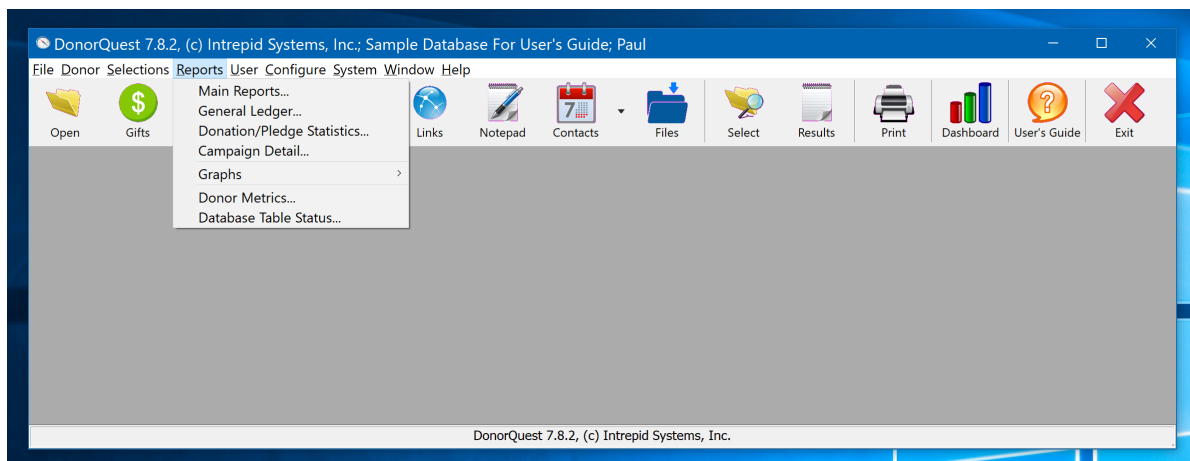 DonorQuest 7.8.2, (c) Intrepid Systems, Inc.; Sample Database For User's Guide; Paul
File Donor Selections Reports User Configure System Window Help
Main Reports...
General Ledger...
Donation/Pledge Statistics...
Campaign Detail...
Graphs
Donor Metrics...
Database Table Status...
$ 7 ?
Open Gifts Links Notepad Contacts Files Select Results Print Dashboard User's Guide Exit
DonorQuest 7.8.2, (c) Intrepid Systems, Inc.